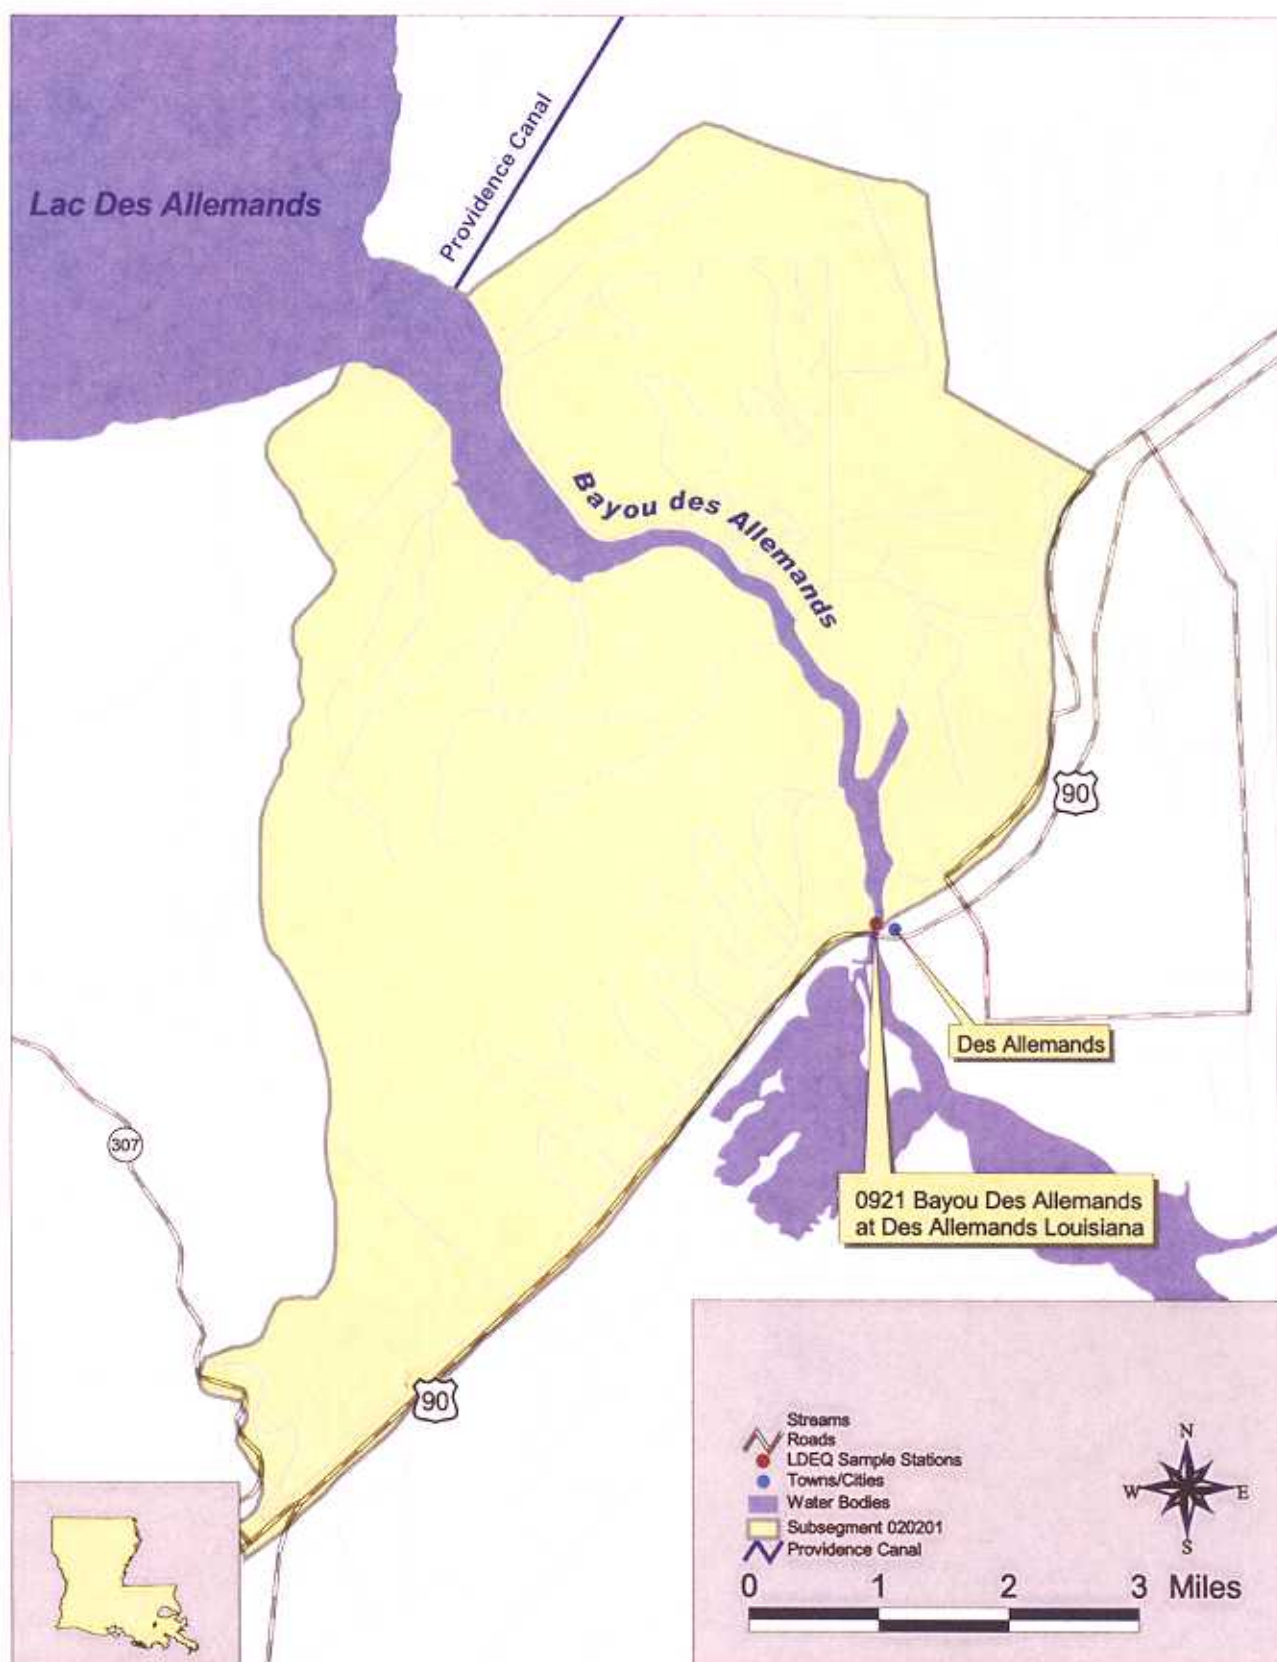 Providence Canal
Lac Des Allemands
Bayou des Allemands
90
Des Allemands
307
0921 Bayou Des Allemands
at Des Allemands Louisiana
90
Streams
Roads
LDEQ Sample Stations
Towns/Cities
Water Bodies
Subsegment 020201
Providence Canal
N
W E
S
0 1 2 3 Miles